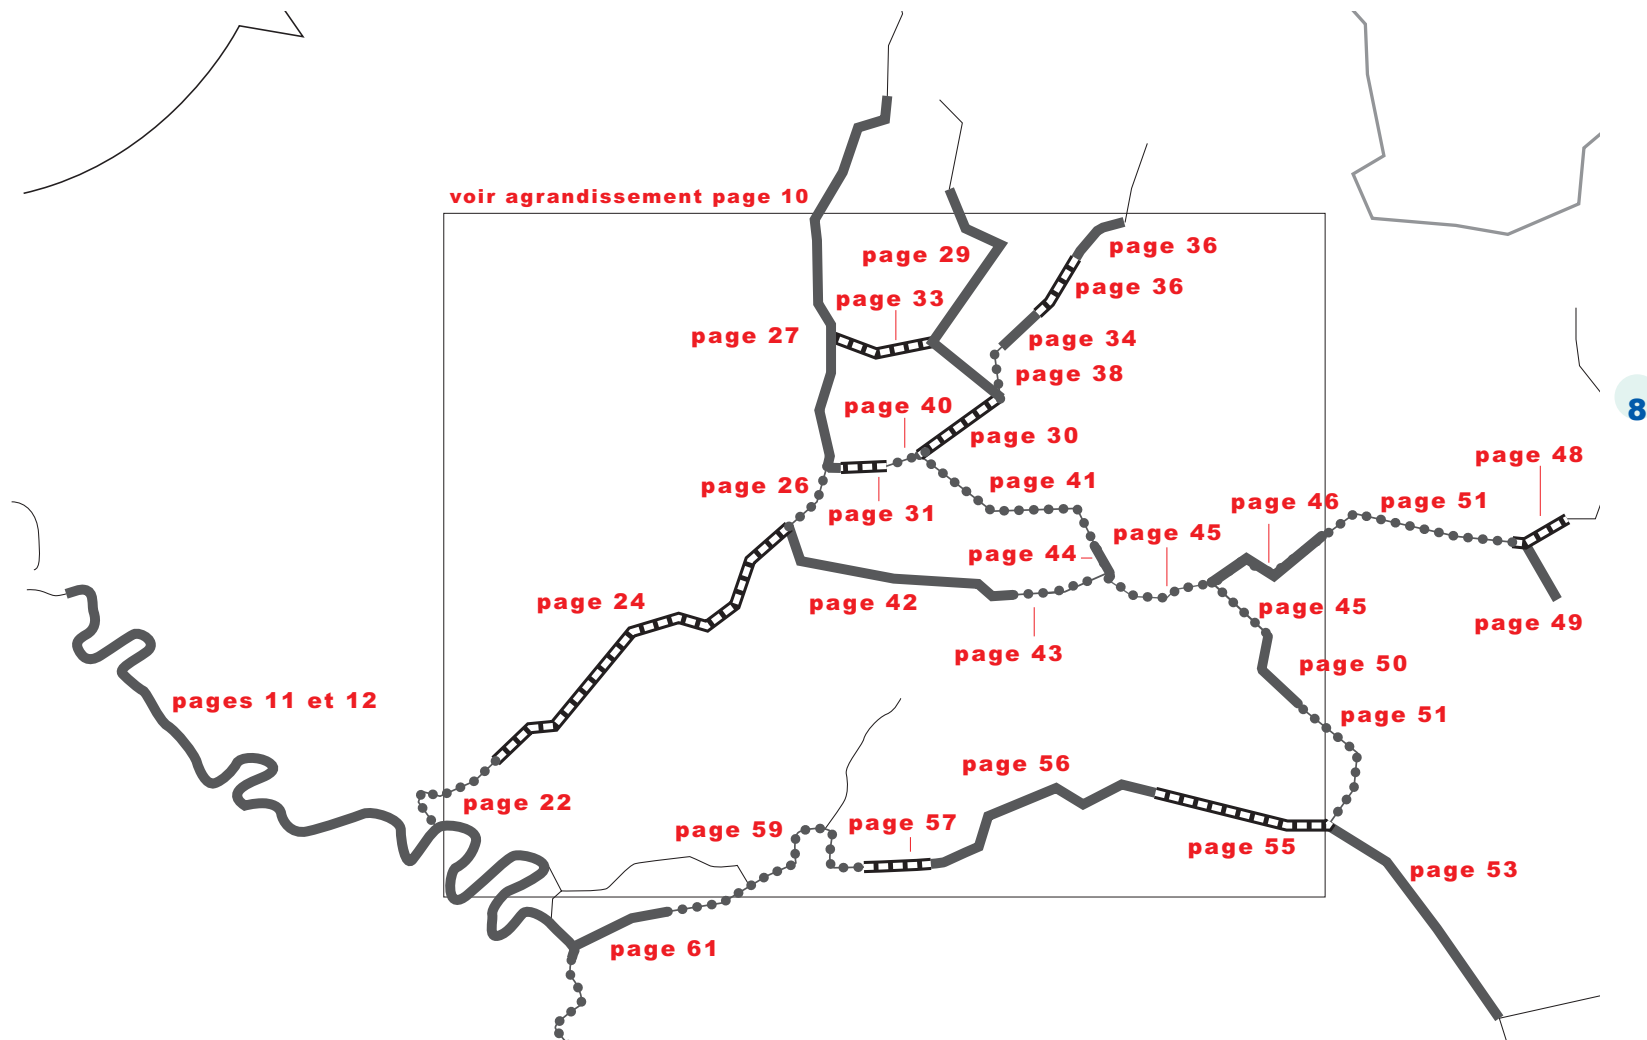 voir agrandissement page 10
page 36
page 29
page 36
page 33
page 27
page 34
page 38
page 40
8
page 30
page 48
page 41
page 26
page 46
page 51
page 31
page 45
page 44
page 24
page 42
page 45
page 49
page 43
page 50
pages 11 et 12
page 51
page 56
page 22
page 59
page 57
page 55
page 53
page 61